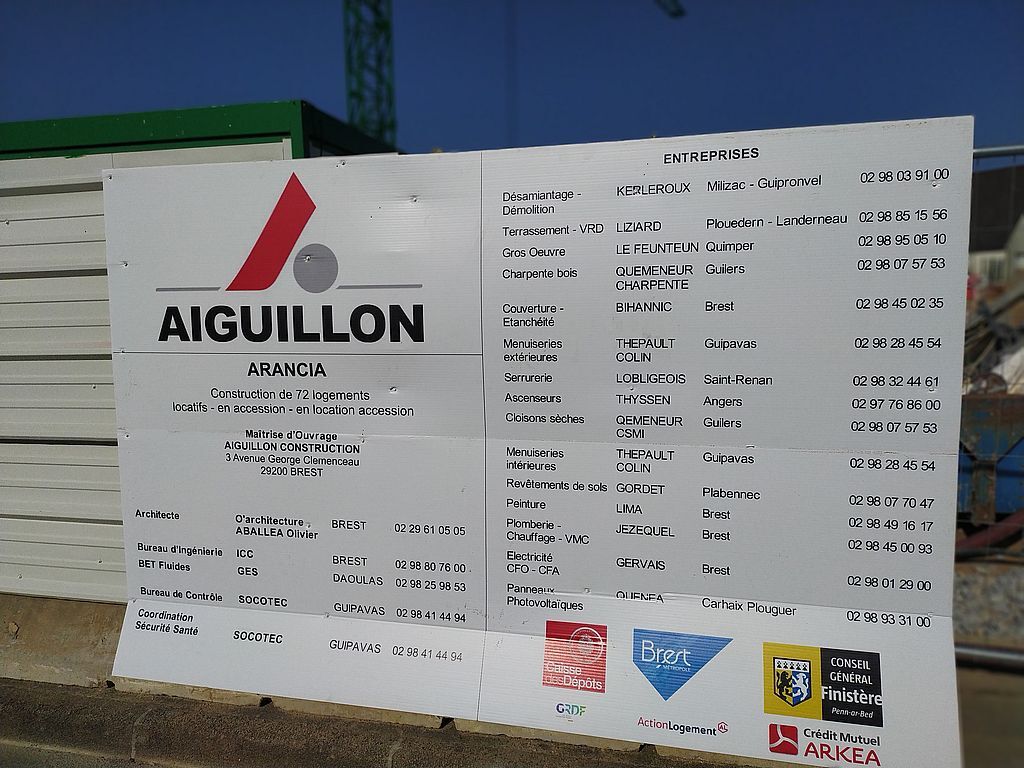 AIGUILLON
ARANCIA
Construction de 72 logements
locatifs - en accession - en location accession
Maîtrise d'Ouvrage
AIGUILLON CONSTRUCTION
3 Avenue George Clemenceau
29200 BREST
Architecte O'architecture BREST 02 29 61 05 05
ABALLEA Olivier
Bureau d'Ingénierie ICC BREST 02 98 80 76 00
BET Fluides GES DAOULAS 02 98 25 98 53
Bureau de Contrôle SOCOTEC GUIPAVAS 02 98 41 44 94
Coordination
Sécurité Santé SOCOTEC GUIPAVAS 02 98 41 44 94
ENTREPRISES
Désamiantage - KERLEROUX Milizac - Guipronvel 02 98 03 91 00
Démolition
Terrassement - VRD LIZIARD Plouedern - Landerneau 02 98 85 15 56
Gros Oeuvre LE FEUNTEUN Quimper 02 98 95 05 10
Charpente bois QUEMENEUR Guilers 02 98 07 57 53
CHARPENTE
Couverture - BIHANNIC Brest 02 98 45 02 35
Etanchéité
Menuiseries THEPAULT Guipavas 02 98 28 45 54
extérieures COLIN
Serrurerie LOBLIGEOIS Saint-Renan 02 98 32 44 61
Ascenseurs THYSSEN Angers 02 97 76 86 00
Cloisons sèches QEMENEUR Guilers 02 98 07 57 53
CSMI
Menuiseries THEPAULT Guipavas 02 98 28 45 54
intérieures COLIN
Revêtements de sols GORDET Plabennec 02 98 07 70 47
Peinture LIMA Brest 02 98 49 16 17
Plomberie - JEZEQUEL Brest 02 98 45 00 93
Chauffage - VMC
Electricité GERVAIS Brest 02 98 01 29 00
CFO - CFA
Panneaux QUENEA Carhaix Plouguer 02 98 93 31 00
Photovoltaïques
Caisse
des Dépôts
GRDF
Brest
MÉTROPOLE
ActionLogement AL
CONSEIL
GÉNÉRAL
Finistère
Penn-ar-Bed
Crédit Mutuel
ARKEA